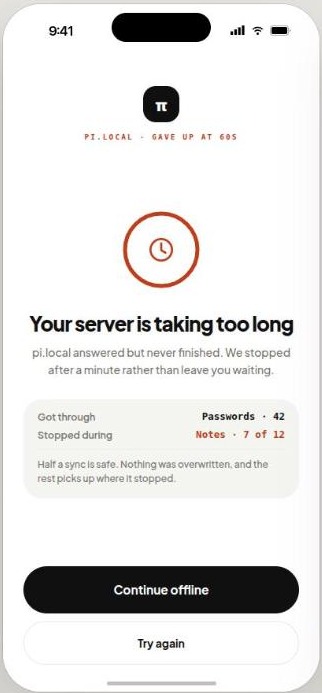 9:41
π
PI.LOCAL · GAVE UP AT 60S
Your server is taking too long
pi.local answered but never finished. We stopped
after a minute rather than leave you waiting.
Got through Passwords · 42
Stopped during Notes · 7 of 12
Half a sync is safe. Nothing was overwritten, and the
rest picks up where it stopped.
Continue offline
Try again